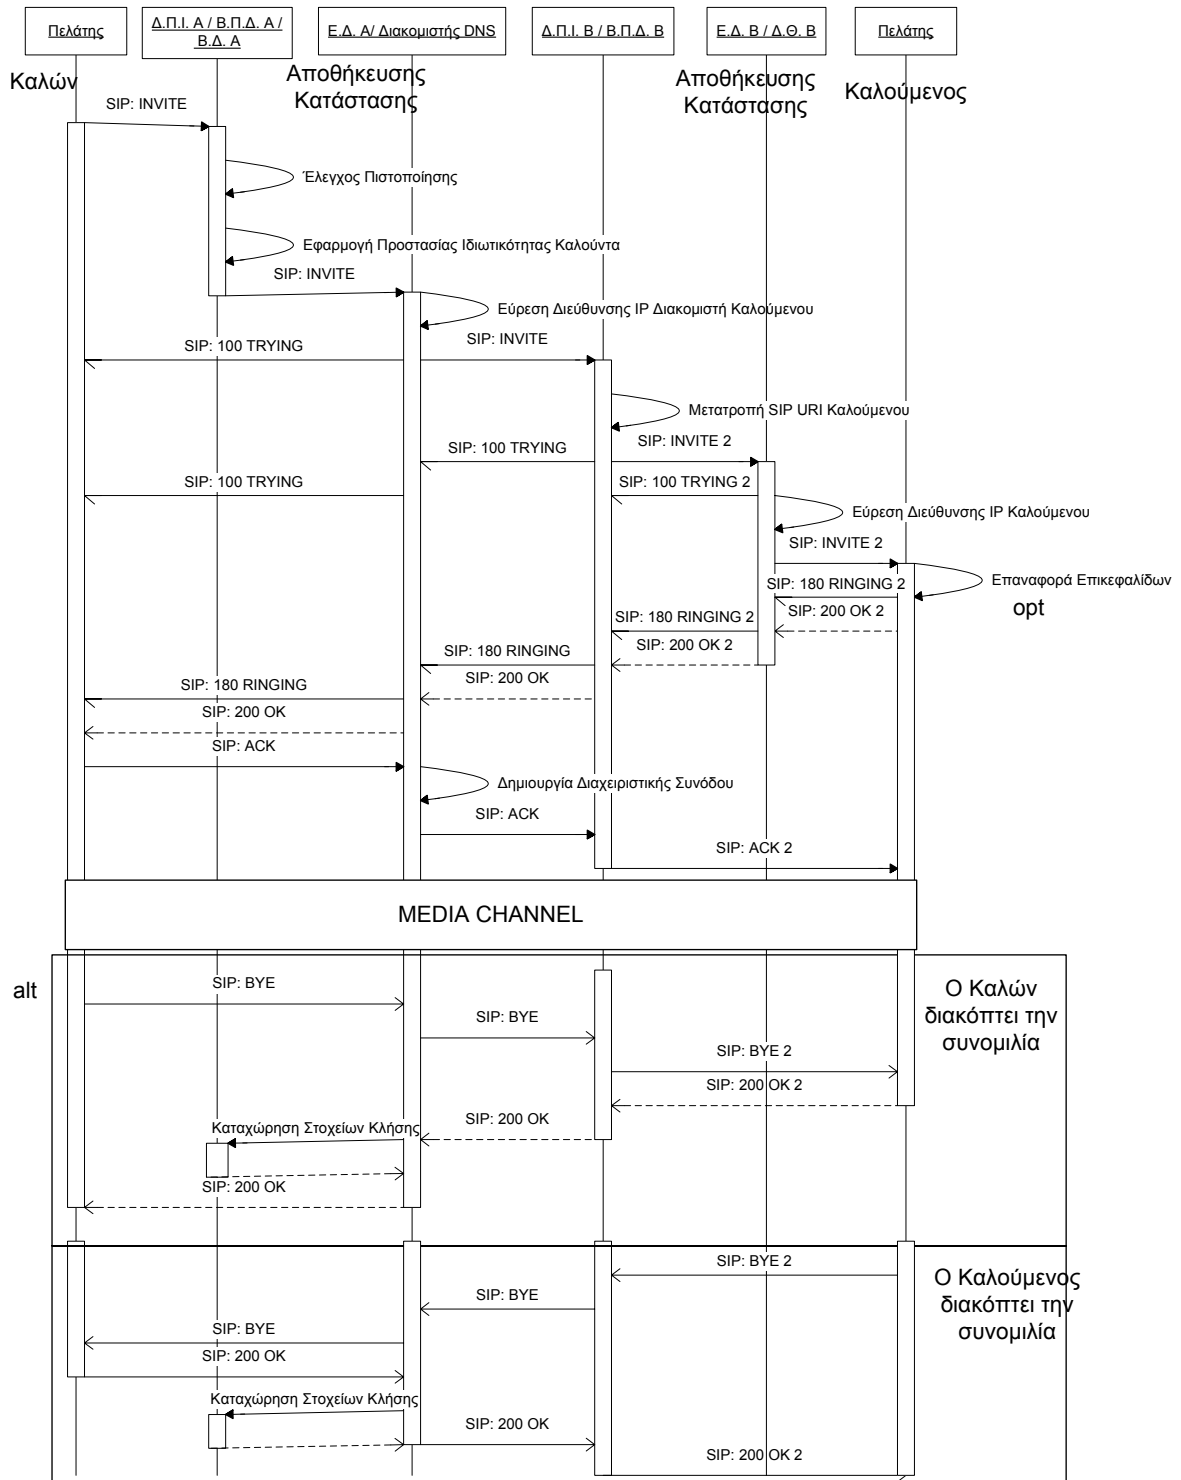 Πελάτης
Δ.Π.Ι. Α / Β.Π.Δ. Α /
Β.Δ. Α
Ε.Δ. Α/ Διακομιστής DNS
Δ.Π.Ι. Β / Β.Π.Δ. Β
Ε.Δ. Β / Δ.Θ. Β
Πελάτης
Καλών
Αποθήκευσης
Κατάστασης
Αποθήκευσης
Κατάστασης
Καλούμενος
SIP: INVITE
Έλεγχος Πιστοποίησης
Εφαρμογή Προστασίας Ιδιωτικότητας Καλούντα
SIP: INVITE
Εύρεση Διεύθυνσης IP Διακομιστή Καλούμενου
SIP: 100 TRYING
SIP: INVITE
Μετατροπή SIP URI Καλούμενου
SIP: 100 TRYING
SIP: INVITE 2
SIP: 100 TRYING
SIP: 100 TRYING 2
Εύρεση Διεύθυνσης IP Καλούμενου
SIP: INVITE 2
Επαναφορά Επικεφαλίδων
SIP: 180 RINGING 2
opt
SIP: 200 OK 2
SIP: 180 RINGING 2
SIP: 200 OK 2
SIP: 180 RINGING
SIP: 200 OK
SIP: 180 RINGING
SIP: 200 OK
SIP: ACK
Δημιουργία Διαχειριστικής Συνόδου
SIP: ACK
SIP: ACK 2
MEDIA CHANNEL
alt
SIP: BYE
Ο Καλών
διακόπτει την
συνομιλία
SIP: BYE
SIP: BYE 2
SIP: 200 OK 2
SIP: 200 OK
Καταχώρηση Στοχείων Κλήσης
SIP: 200 OK
SIP: BYE 2
Ο Καλούμενος
διακόπτει την
συνομιλία
SIP: BYE
SIP: BYE
SIP: 200 OK
Καταχώρηση Στοχείων Κλήσης
SIP: 200 OK
SIP: 200 OK 2